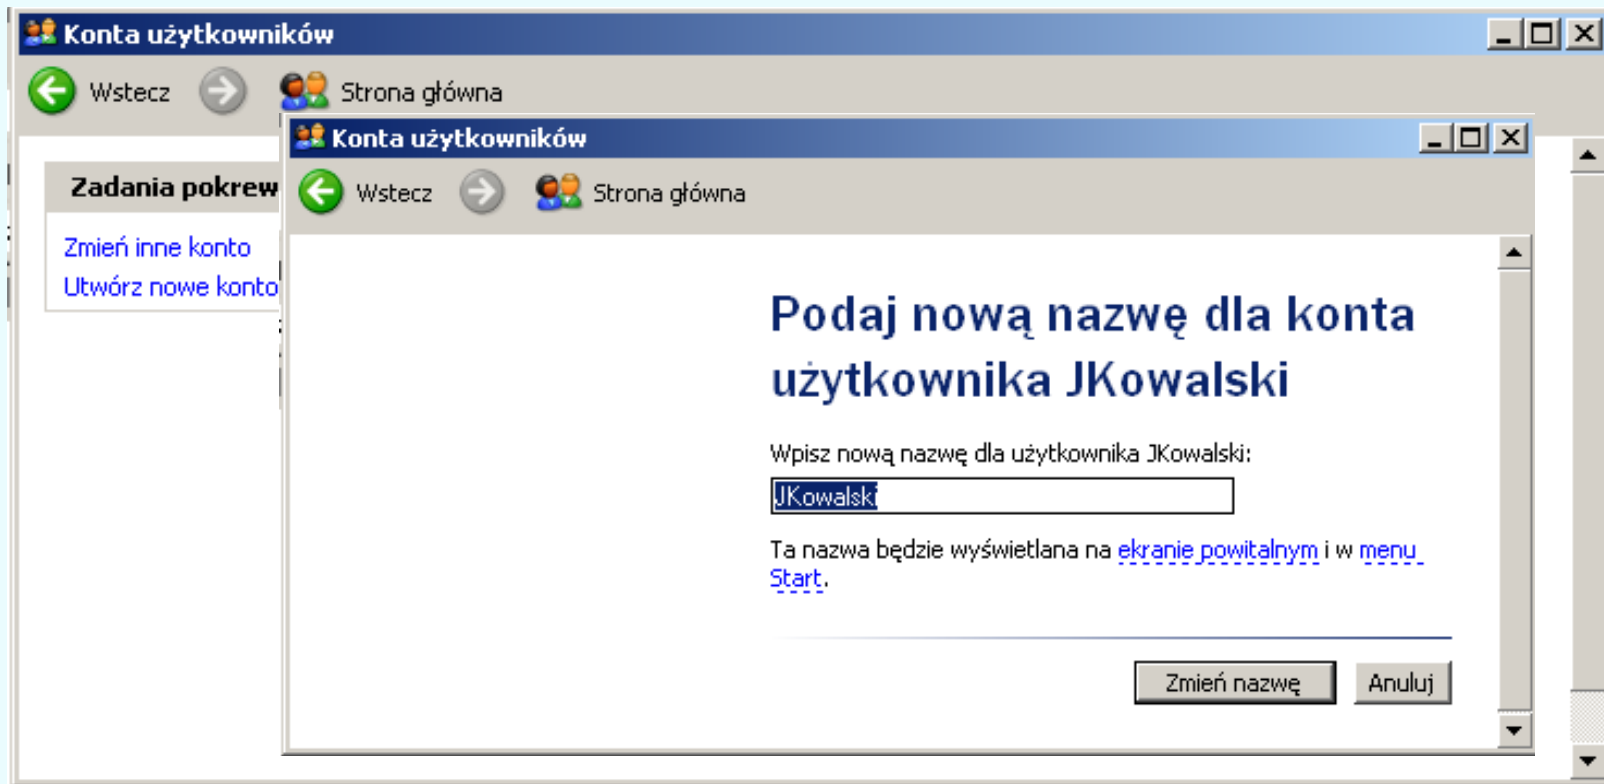 Konta użytkowników
Wstecz Strona główna
Zadania pokrew
Zmień inne konto
Utwórz nowe konto
Konta użytkowników
Wstecz Strona główna
Podaj nową nazwę dla konta
użytkownika JKowalski
Wpisz nową nazwę dla użytkownika JKowalski:
JKowalski
Ta nazwa będzie wyświetlana na ekranie powitalnym i w menu
Start.
Zmień nazwę Anuluj